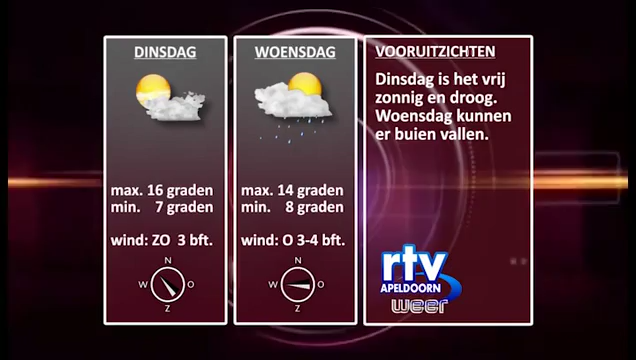 DINSDAG
max. 16 graden
min. 7 graden
wind: ZO 3 bft.
N
W O
Z
WOENSDAG
max. 14 graden
min. 8 graden
wind: O 3-4 bft.
N
W O
Z
VOORUITZICHTEN
Dinsdag is het vrij
zonnig en droog.
Woensdag kunnen
er buien vallen.
rtv
APELDOORN
weer